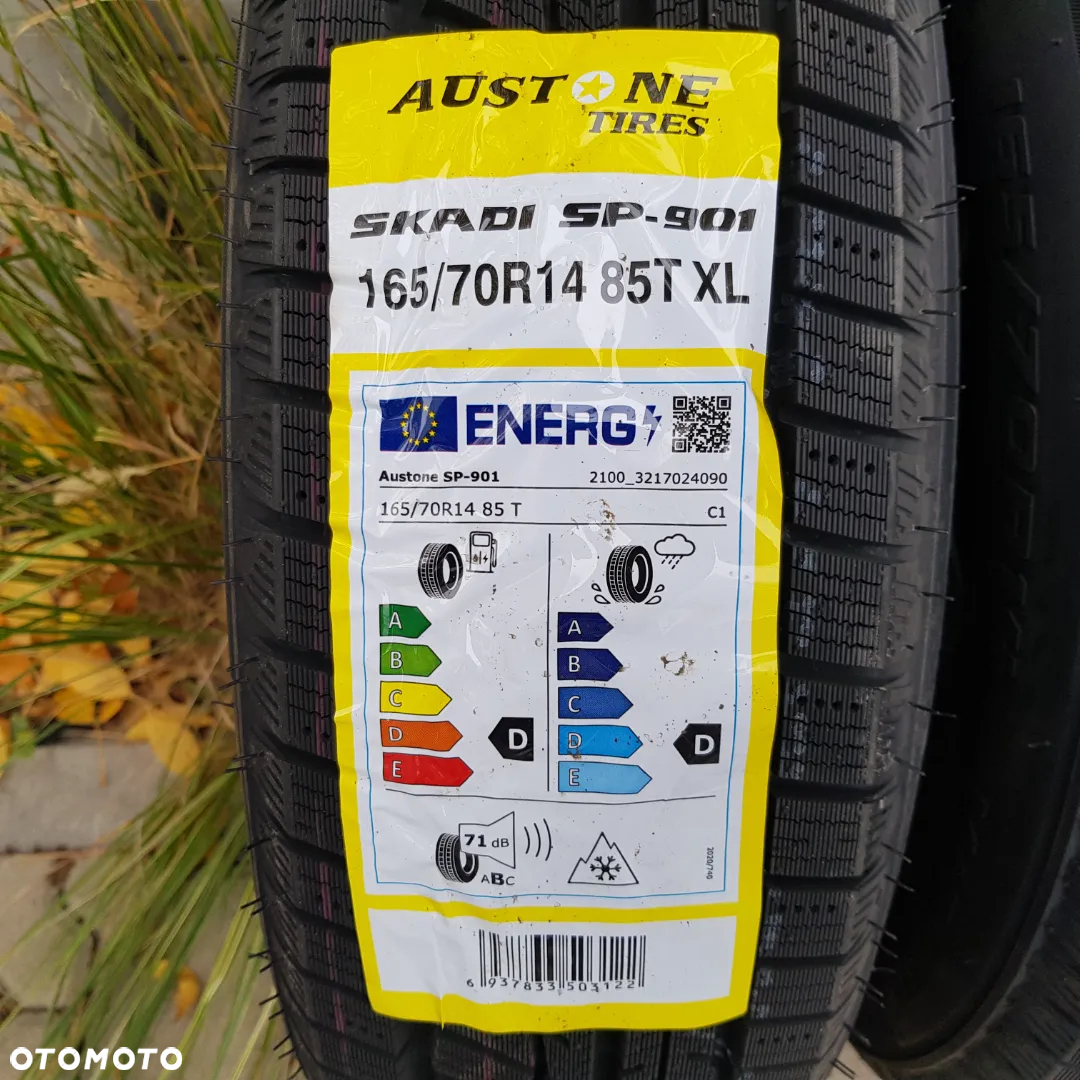 AUSTONE
TIRES
SKADI SP-901
165/70R14 85T XL
ENERG
Austone SP-901 2100_3217024090
165/70R14 85 T C1
A A
B B
C C
D D D D
E E
71 dB
ABC
2020/740
6 937833 503122
OTOMOTO